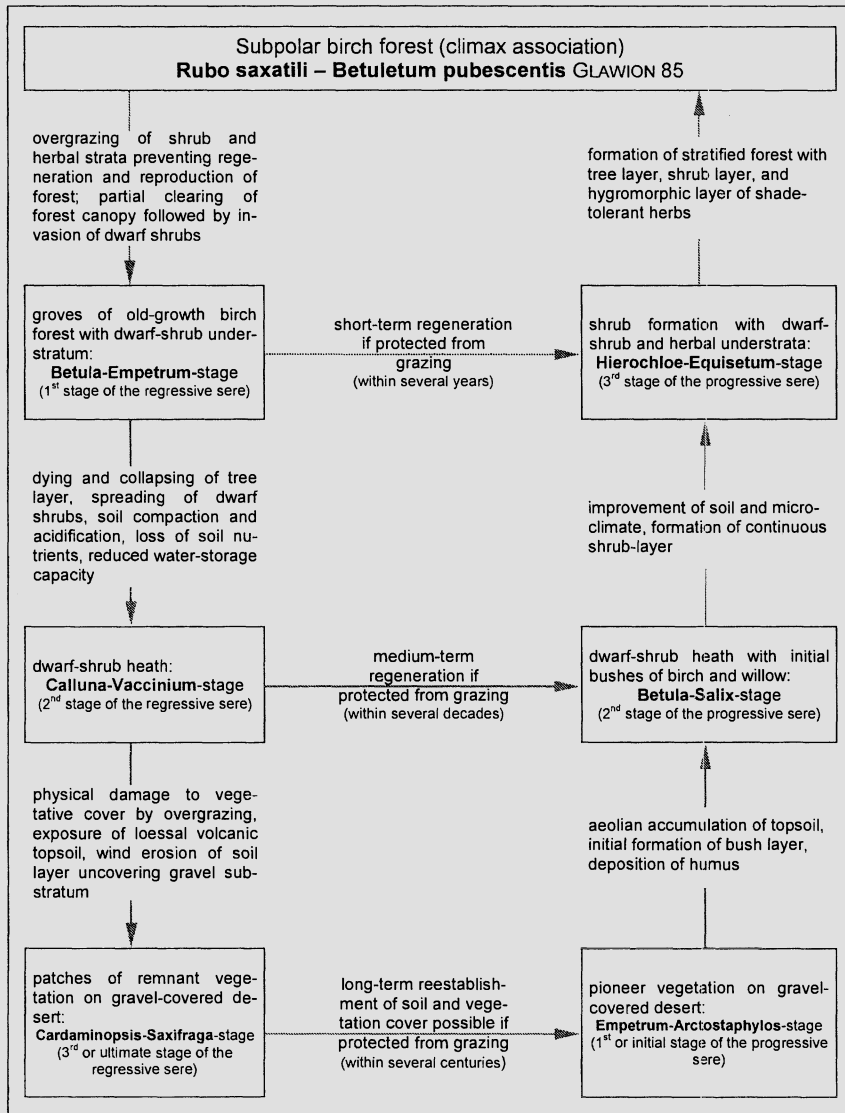 Subpolar birch forest (climax association)
Rubo saxatili – Betuletum pubescentis GLAWION 85
overgrazing of shrub and
herbal strata preventing rege-
neration and reproduction of
forest; partial clearing of
forest canopy followed by in-
vasion of dwarf shrubs
formation of stratified forest with
tree layer, shrub layer, and
hygromorphic layer of shade-
tolerant herbs
groves of old-growth birch
forest with dwarf-shrub under-
stratum:
Betula-Empetrum-stage
(1st stage of the regressive sere)
short-term regeneration
if protected from
grazing
(within several years)
shrub formation with dwarf-
shrub and herbal understrata:
Hierochloe-Equisetum-stage
(3rd stage of the progressive sere)
dying and collapsing of tree
layer, spreading of dwarf
shrubs, soil compaction and
acidification, loss of soil nu-
trients, reduced water-storage
capacity
improvement of soil and micro-
climate, formation of continuous
shrub-layer
dwarf-shrub heath:
Calluna-Vaccinium-stage
(2nd stage of the regressive sere)
medium-term
regeneration if
protected from grazing
(within several decades)
dwarf-shrub heath with initial
bushes of birch and willow:
Betula-Salix-stage
(2nd stage of the progressive sere)
physical damage to vege-
tative cover by overgrazing,
exposure of loessal volcanic
topsoil, wind erosion of soil
layer uncovering gravel sub-
stratum
aeolian accumulation of topsoil,
initial formation of bush layer,
deposition of humus
patches of remnant vege-
tation on gravel-covered de-
sert:
Cardaminopsis-Saxifraga-stage
(3rd or ultimate stage of the
regressive sere)
long-term reestablish-
ment of soil and vege-
tation cover possible if
protected from grazing
(within several centuries)
pioneer vegetation on gravel-
covered desert:
Empetrum-Arctostaphylos-stage
(1st or initial stage of the progressive
sere)